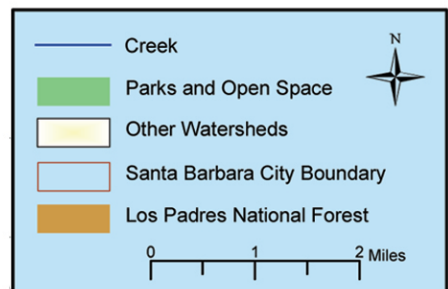 N
Creek
Parks and Open Space
Other Watersheds
Santa Barbara City Boundary
Los Padres National Forest
0 1 2 Miles